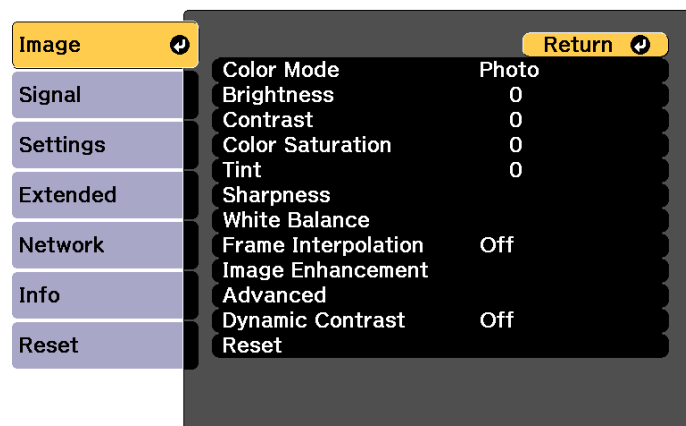 Image
Signal
Settings
Extended
Network
Info
Reset
Return
Color Mode Photo
Brightness 0
Contrast 0
Color Saturation 0
Tint 0
Sharpness
White Balance
Frame Interpolation Off
Image Enhancement
Advanced
Dynamic Contrast Off
Reset